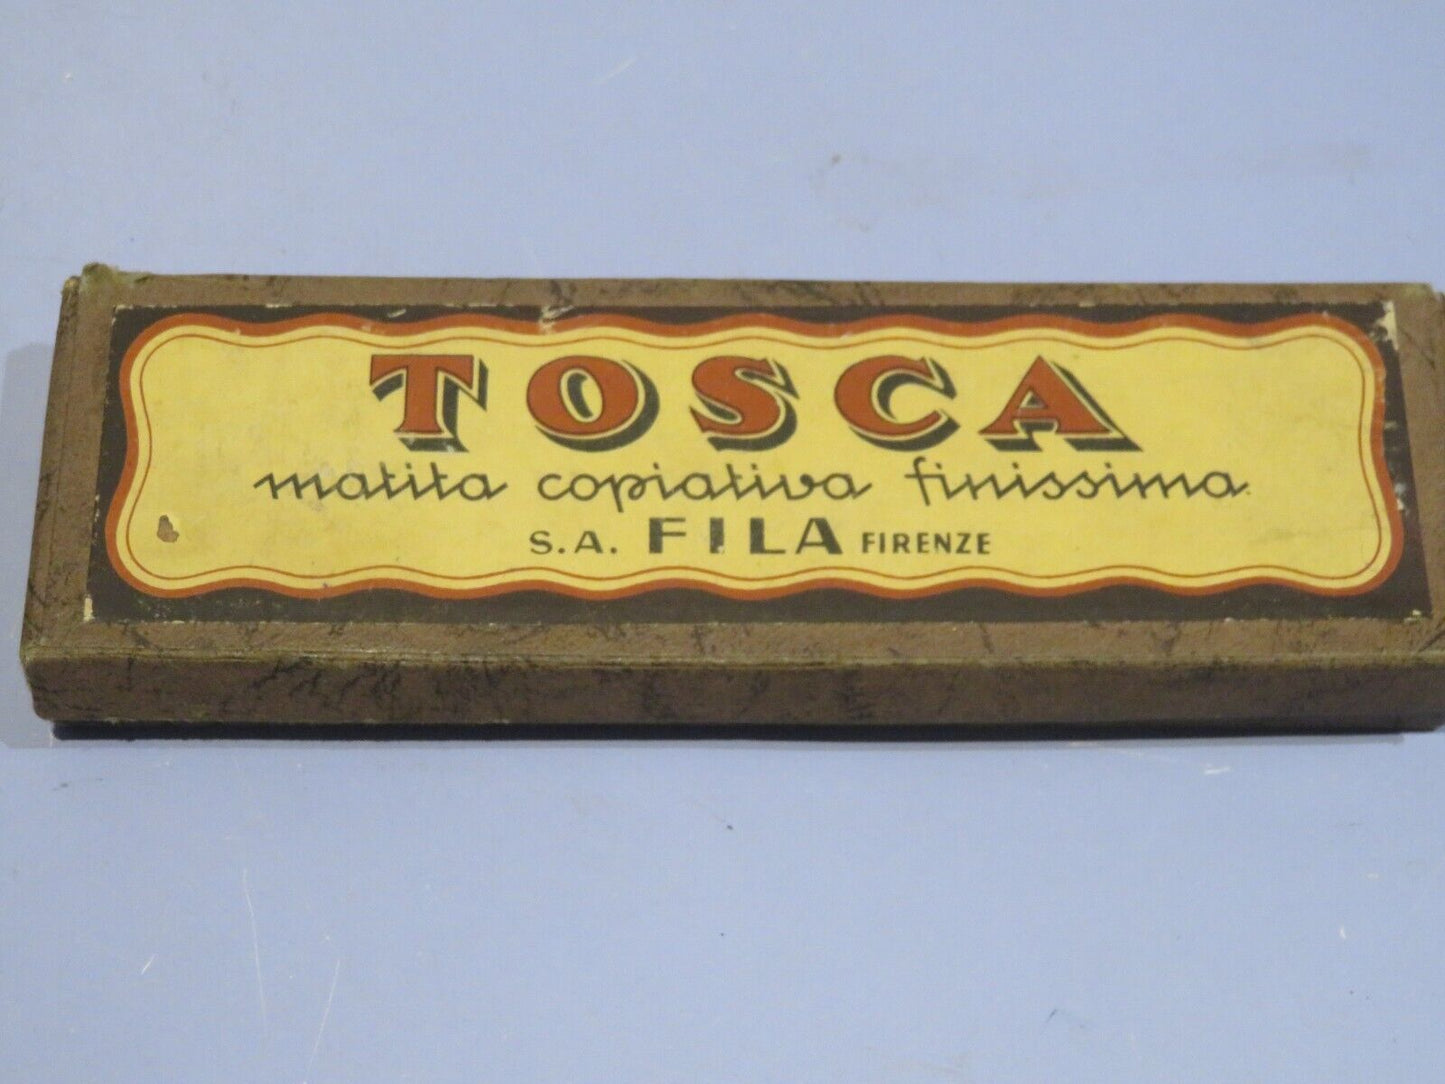 TOSCA
matita copiativa finissima
S.A. FILA FIRENZE